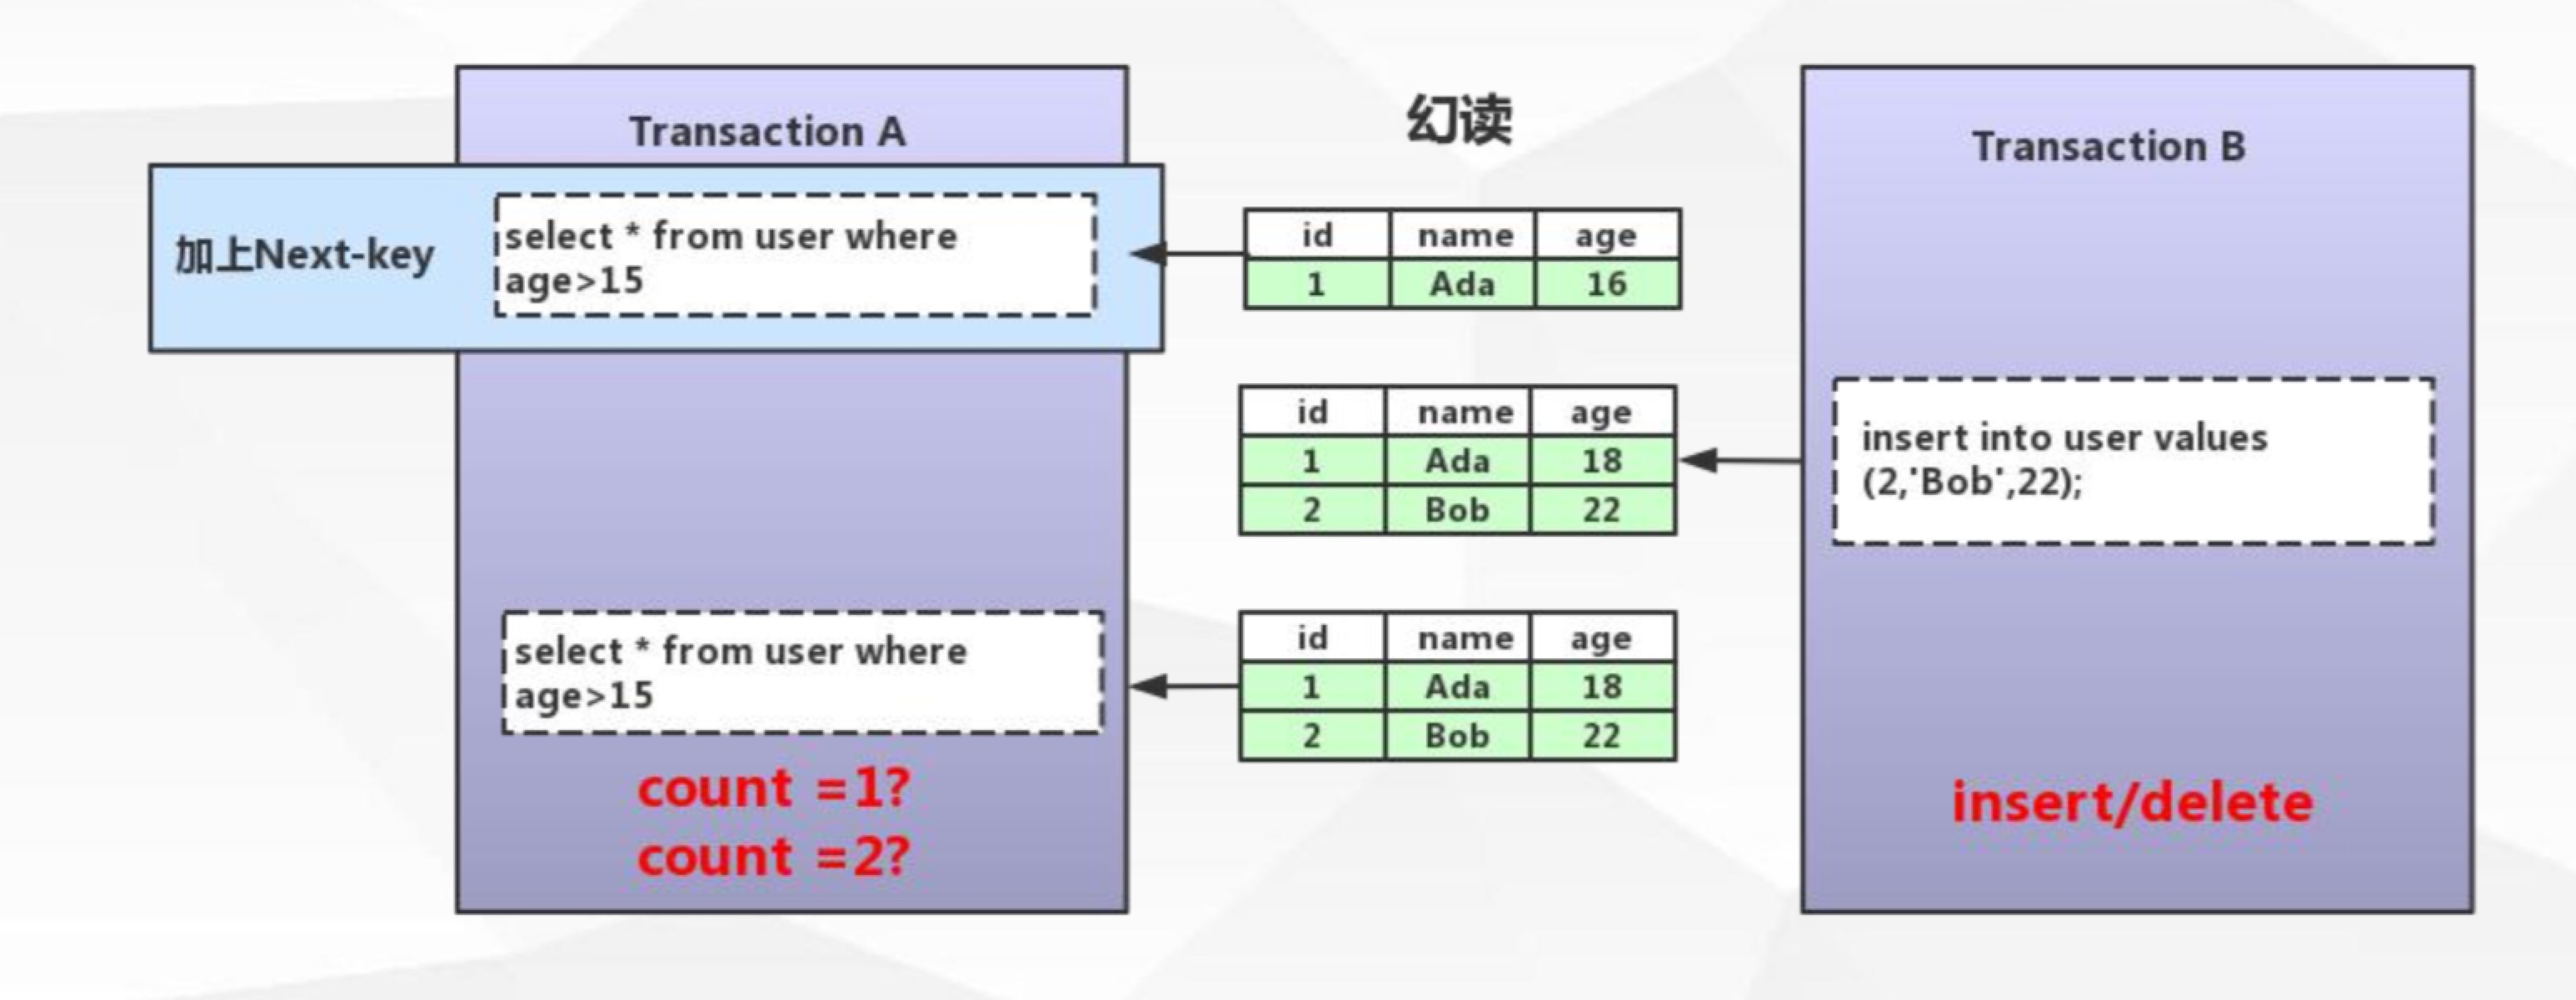 Transaction A
幻读
Transaction B
加上Next-key
select * from user where
age>15
id name age
1 Ada 16
id name age
1 Ada 18
2 Bob 22
insert into user values
(2,'Bob',22);
select * from user where
age>15
id name age
1 Ada 18
2 Bob 22
count =1?
count =2?
insert/delete